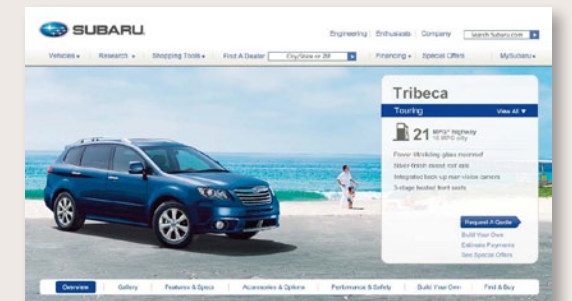 SUBARU
Engineering Enthusiasts Company Search Subaru.com
Vehicles Research Shopping Tools Find A Dealer City/State or ZIP Financing Special Offers MySubaru
Tribeca
Touring View All
21 MPG* highway
16 MPG city
Power tilt/sliding glass moonroof
Silver-finish raised roof rails
Integrated back-up rear-vision camera
3-stage heated front seats
Request A Quote
Build Your Own
Estimate Payments
See Special Offers
Overview Gallery Features & Specs Accessories & Options Performance & Safety Build Your Own Find & Buy